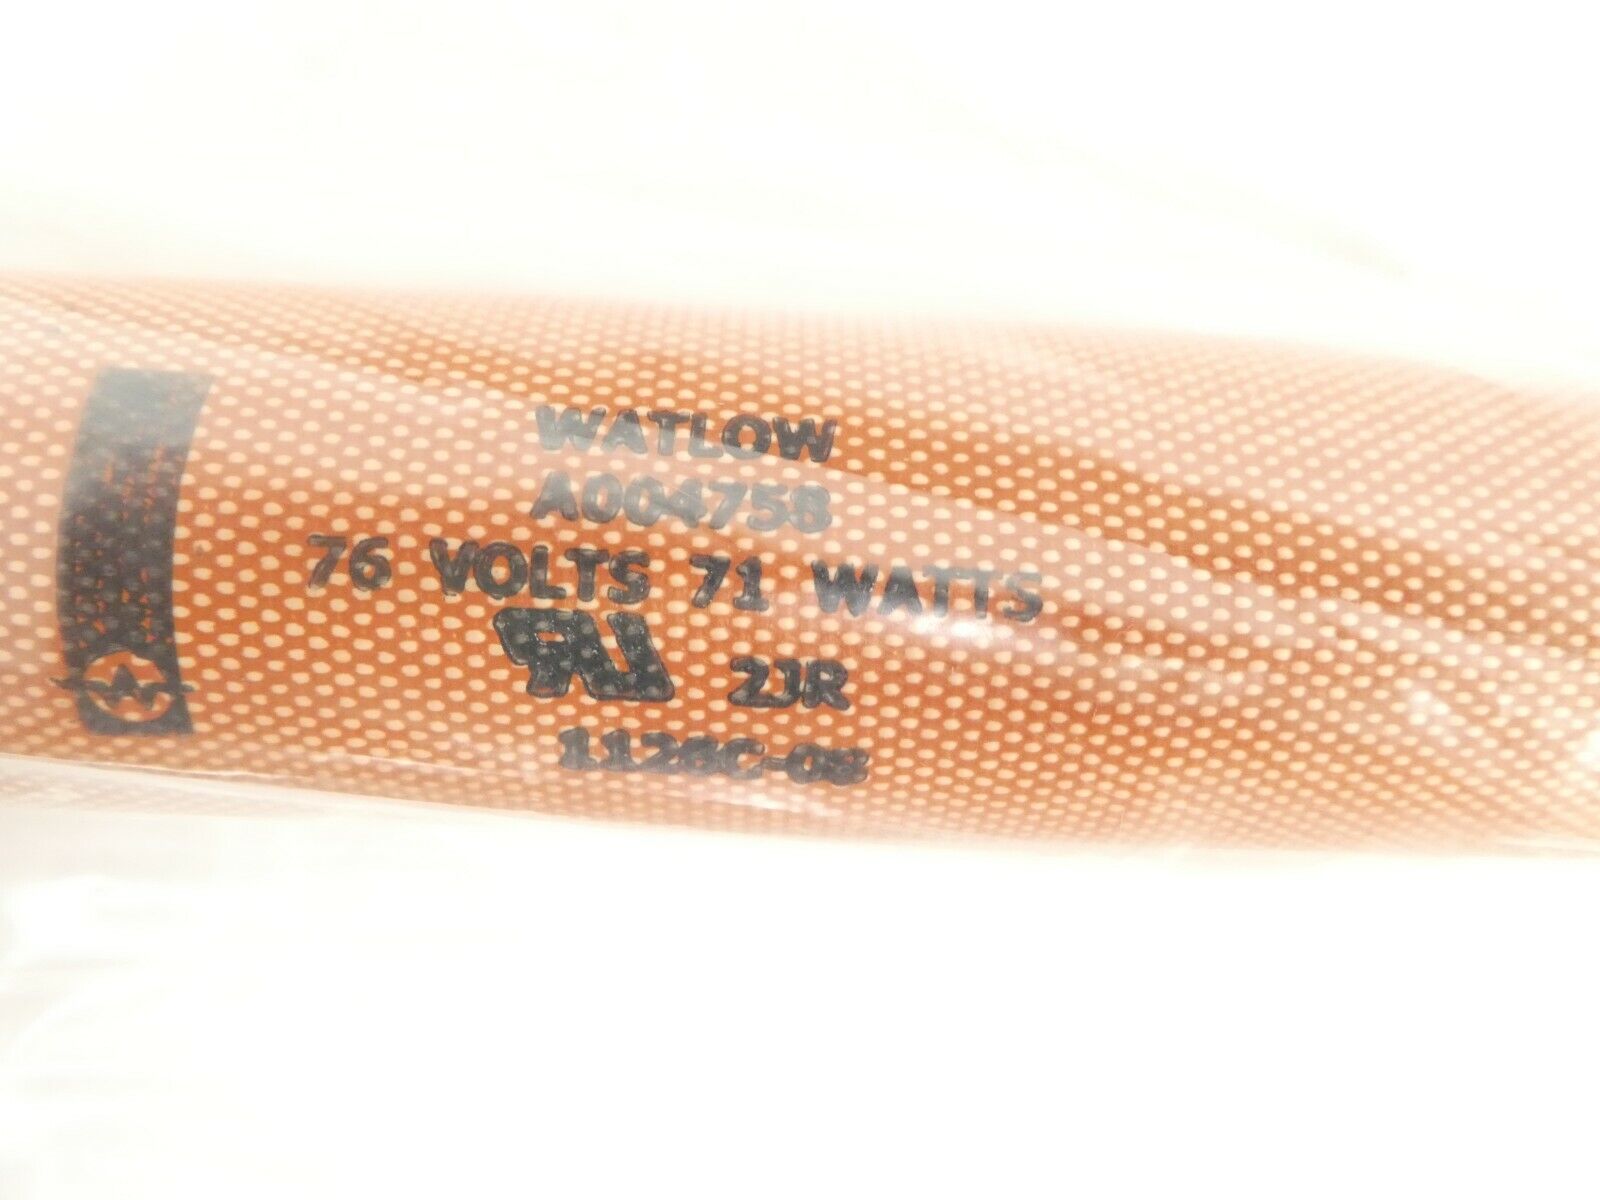 WATLOW
A004758
76 VOLTS 71 WATTS
2JR
1126C-08